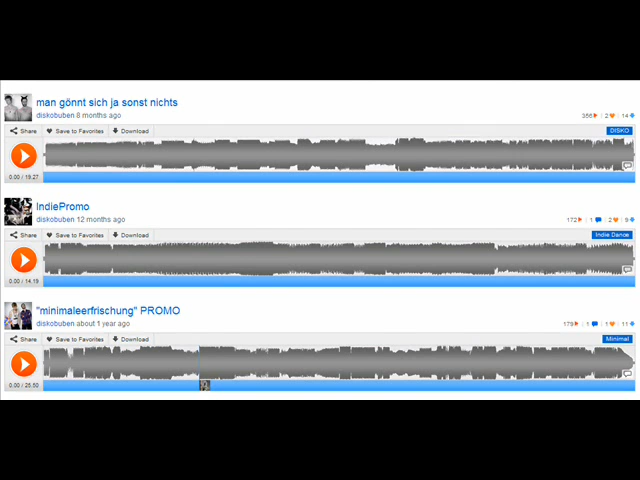 man gönnt sich ja sonst nichts
diskobuben 8 months ago
366 2 14
Share Save to Favorites Download DISKO
0.00 / 19.27
IndiePromo
diskobuben 12 months ago
172 1 2 9
Share Save to Favorites Download Indie Dance
0.00 / 14.19
"minimaleerfrischung" PROMO
diskobuben about 1 year ago
179 1 1 11
Share Save to Favorites Download Minimal
0.00 / 25.50